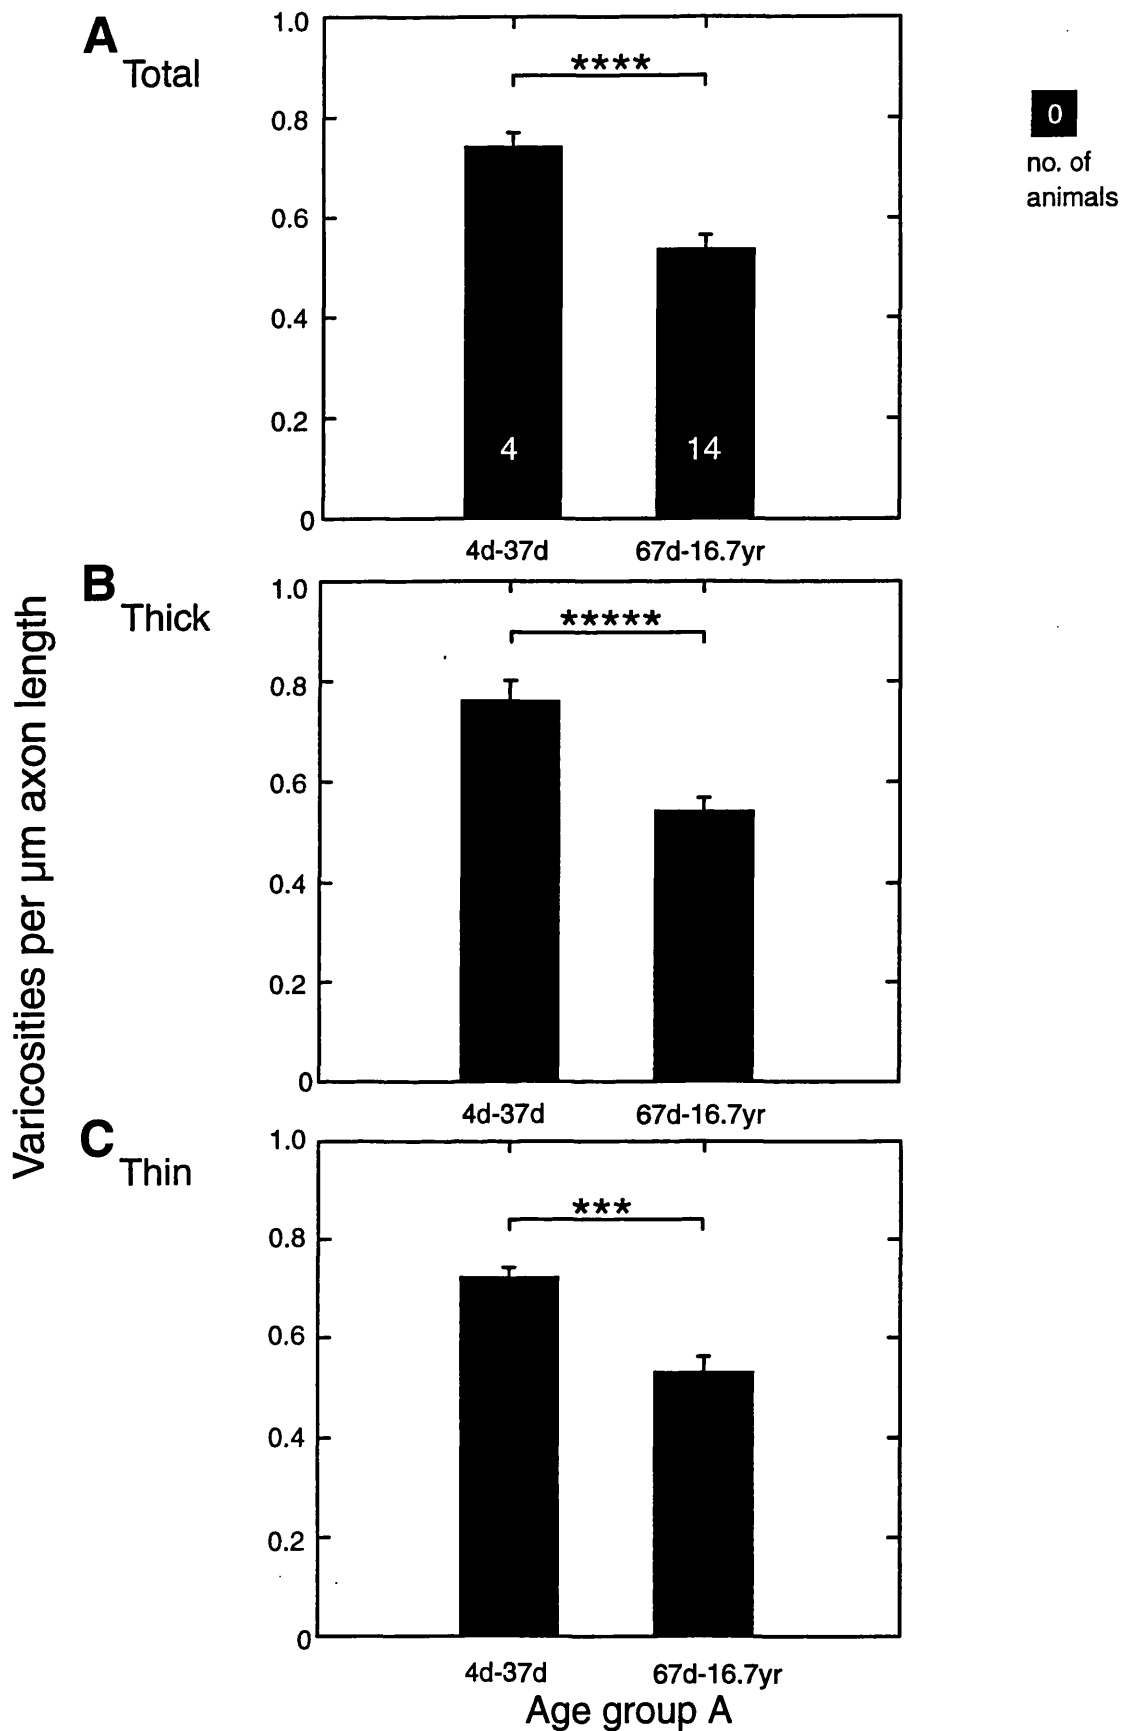 A
Total
1.0
****
0.8
0.6
0.4
0.2
0
4
14
4d-37d
67d-16.7yr
0
no. of
animals
Varicosities per µm axon length
B
Thick
1.0
*****
0.8
0.6
0.4
0.2
0
4d-37d
67d-16.7yr
C
Thin
1.0
***
0.8
0.6
0.4
0.2
0
4d-37d
67d-16.7yr
Age group A